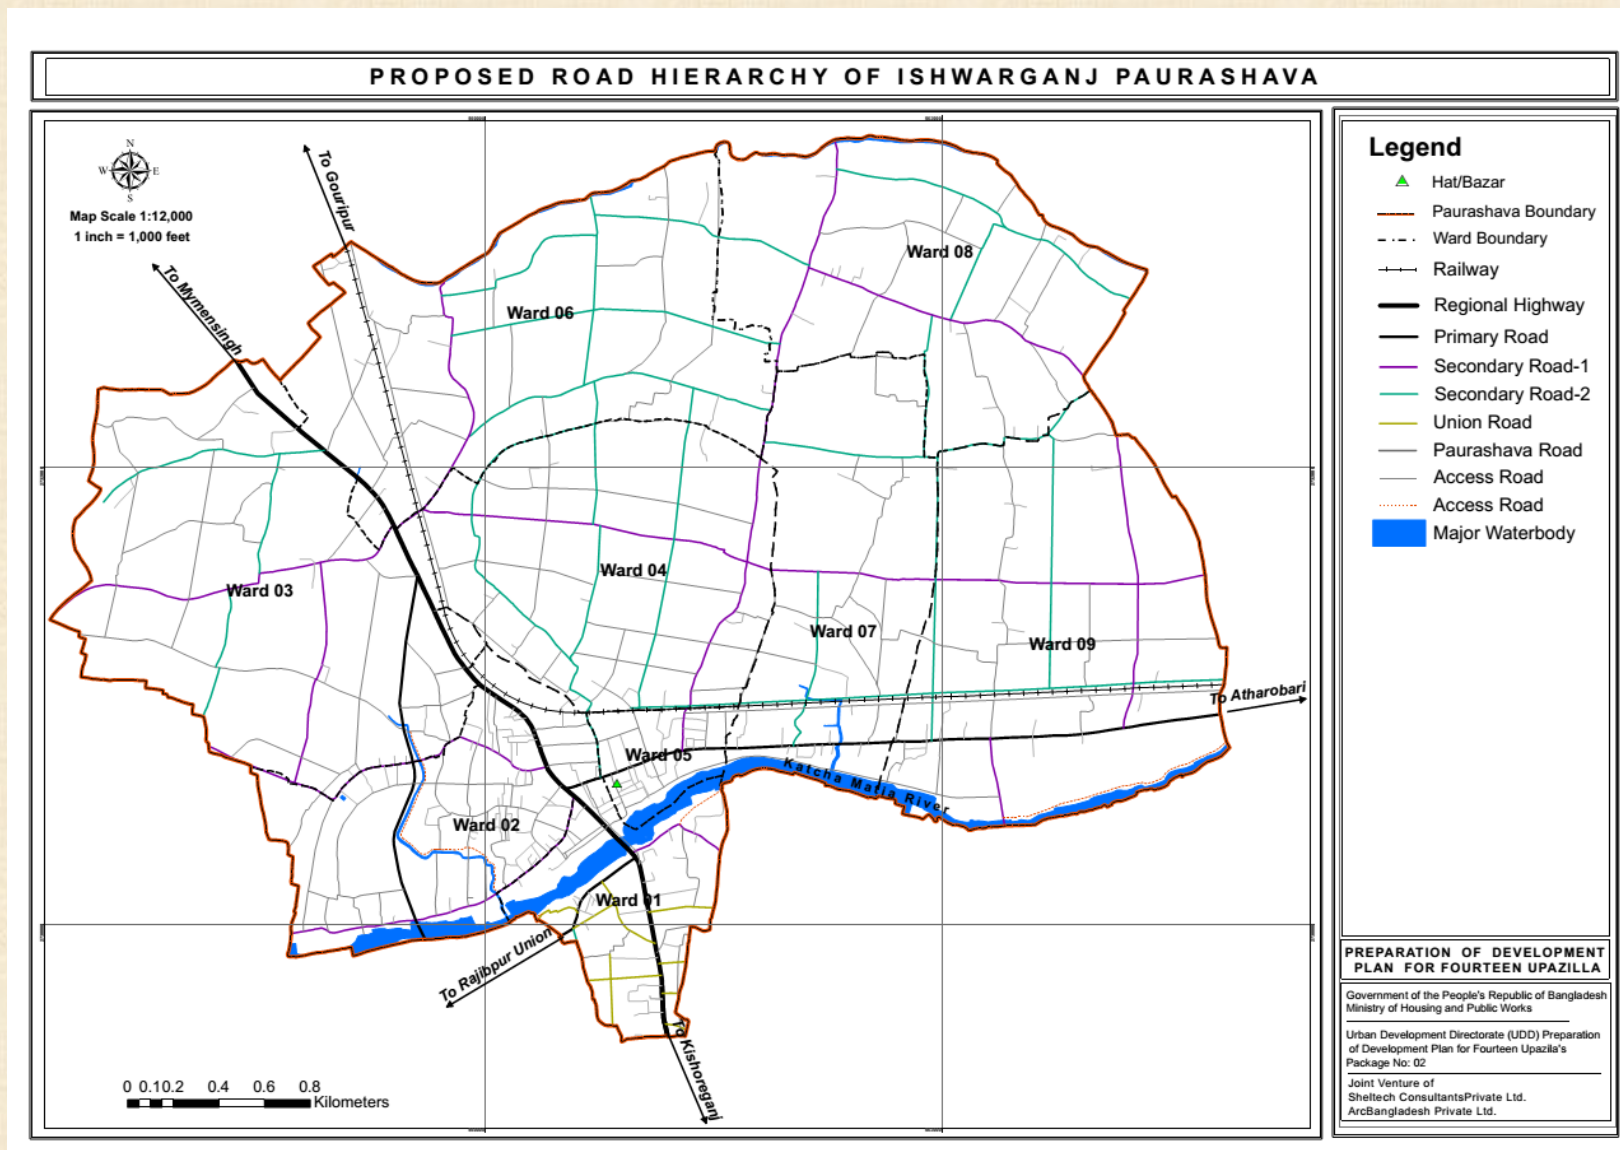 PROPOSED ROAD HIERARCHY OF ISHWARGANJ PAURASHAVA
N
W
E
S
Map Scale 1:12,000
1 inch = 1,000 feet
To Gouripur
To Mymensingh
Ward 08
Ward 06
Ward 04
Ward 03
Ward 07
Ward 09
To Atharobari
Ward 05
Katcha Matia River
Ward 02
Ward 01
To Rajibpur Union
To Kishoreganj
0 0.10.2 0.4 0.6 0.8
Kilometers
Legend
Hat/Bazar
Paurashava Boundary
Ward Boundary
Railway
Regional Highway
Primary Road
Secondary Road-1
Secondary Road-2
Union Road
Paurashava Road
Access Road
Access Road
Major Waterbody
PREPARATION OF DEVELOPMENT
PLAN FOR FOURTEEN UPAZILLA
Government of the People's Republic of Bangladesh
Ministry of Housing and Public Works
Urban Development Directorate (UDD) Preparation
of Development Plan for Fourteen Upazila's
Package No: 02
Joint Venture of
Sheltech ConsultantsPrivate Ltd.
ArcBangladesh Private Ltd.